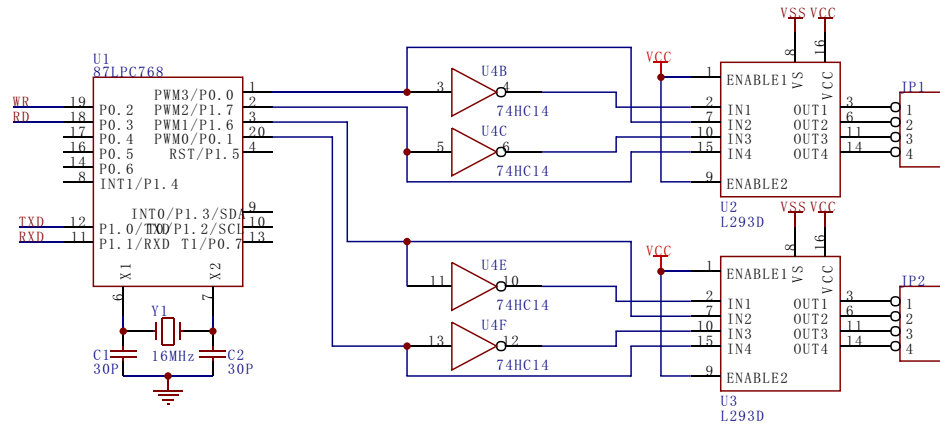 U1
87LPC768
WR 19 P0.2
RD 18 P0.3
17 P0.4
16 P0.5
14 P0.6
8 INT1/P1.4
TXD 12 P1.0/TXD
RXD 11 P1.1/RXD
PWM3/P0.0 1
PWM2/P1.7 2
PWM1/P1.6 3
PWM0/P0.1 20
RST/P1.5 4
INT0/P1.3/SDA 9
T0/P1.2/SCL 10
T1/P0.7 13
X1 6
X2 7
Y1
16MHz
C1
30P
C2
30P
3 U4B 4
74HC14
5 U4C 6
74HC14
11 U4E 10
74HC14
13 U4F 12
74HC14
VSS VCC
8 16
VCC
1 ENABLE1 VS VCC
2 IN1 OUT1 3
7 IN2 OUT2 6
10 IN3 OUT3 11
15 IN4 OUT4 14
9 ENABLE2
U2
L293D
JP1
1
2
3
4
VSS VCC
8 16
VCC
1 ENABLE1 VS VCC
2 IN1 OUT1 3
7 IN2 OUT2 6
10 IN3 OUT3 11
15 IN4 OUT4 14
9 ENABLE2
U3
L293D
JP2
1
2
3
4